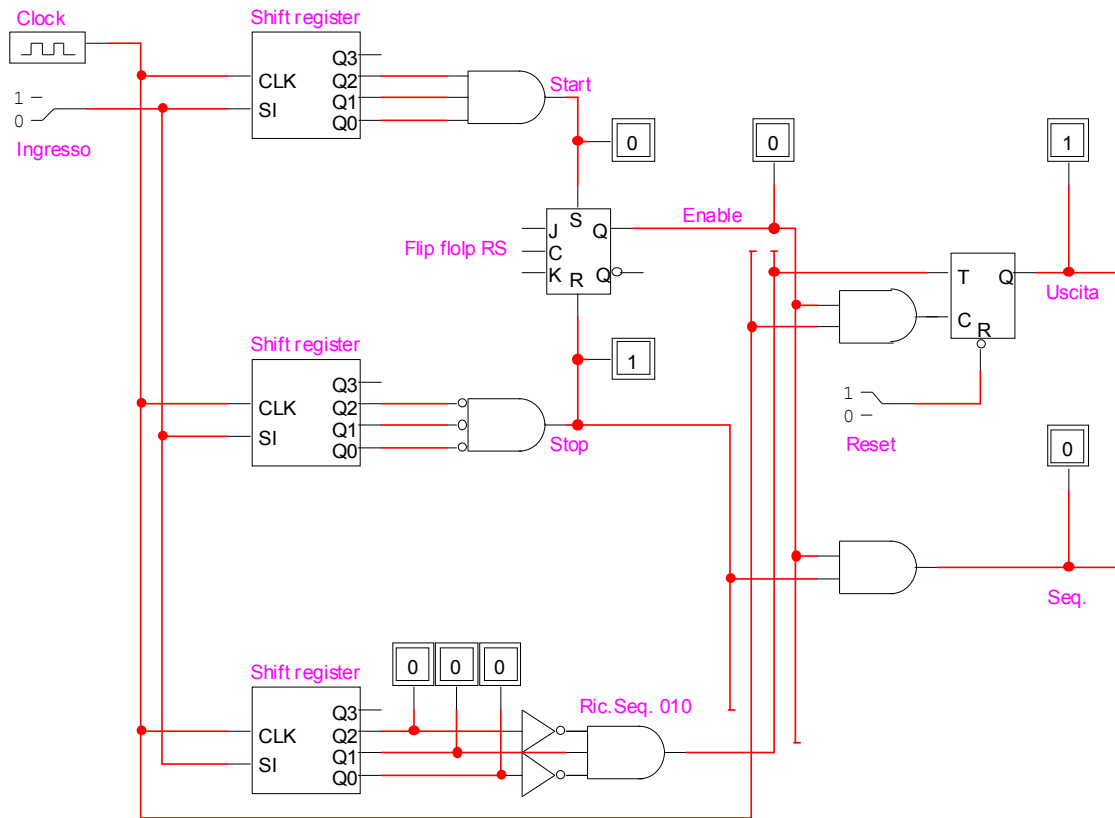 Clock
Shift register
CLK
SI
Q3
Q2
Q1
Q0
1
0
Ingresso
Start
0
0
1
Enable
Flip flolp RS
S
J
C
K
R
Q
Q
T
C
R
Q
Uscita
1
Shift register
CLK
SI
Q3
Q2
Q1
Q0
Stop
1
0
Reset
0
Seq.
Shift register
CLK
SI
Q3
Q2
Q1
Q0
0
0
0
Ric.Seq. 010